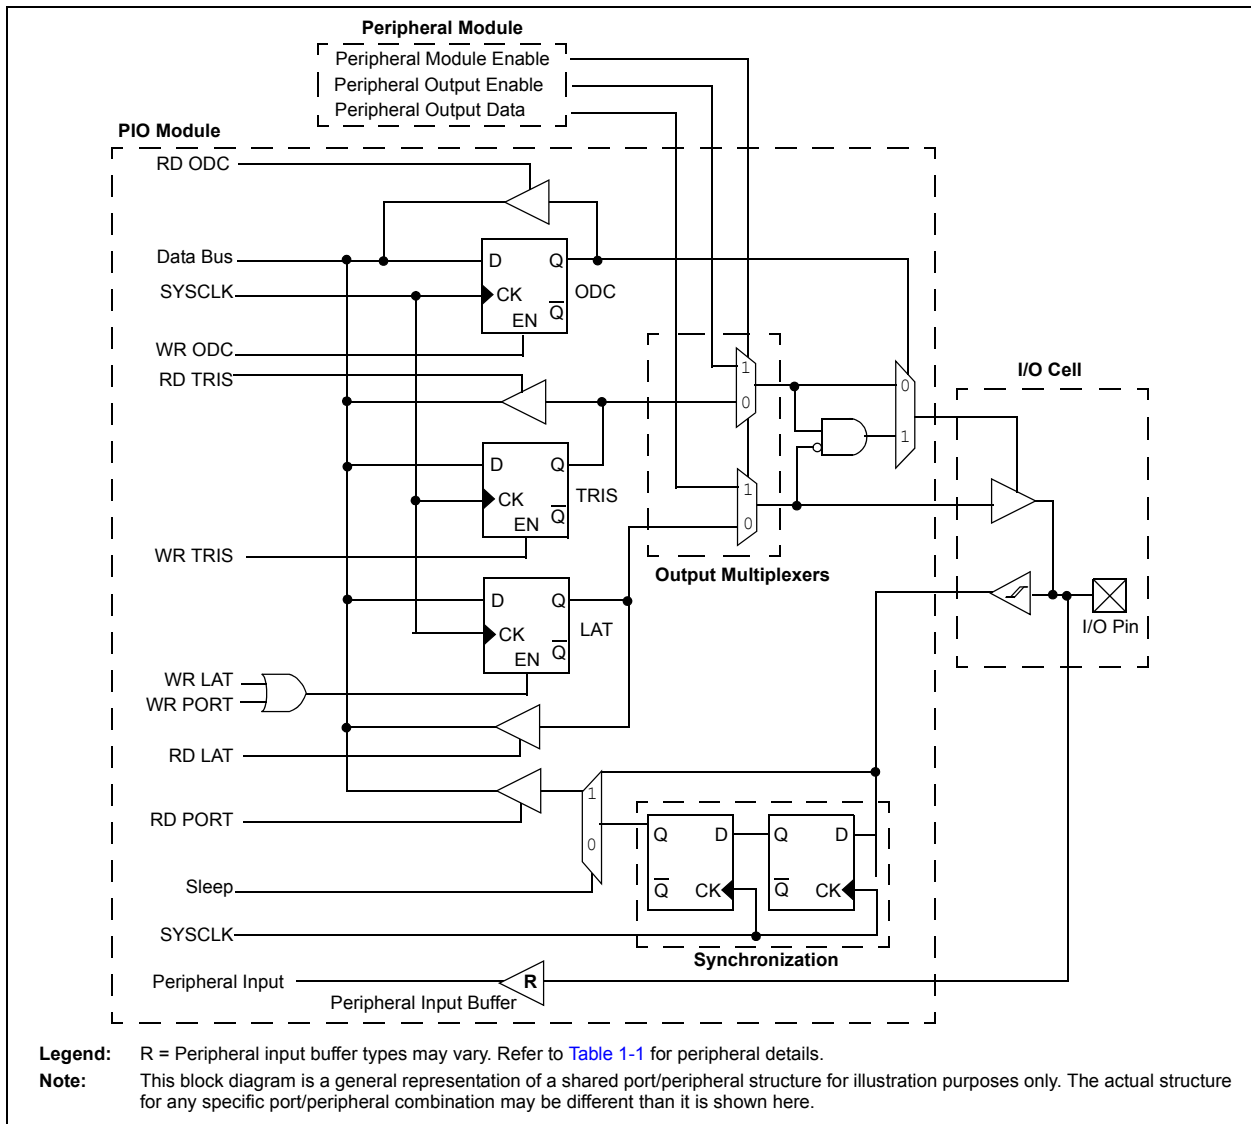 Peripheral Module
Peripheral Module Enable
Peripheral Output Enable
Peripheral Output Data
PIO Module
RD ODC
Data Bus
D Q
SYSCLK
CK
ODC
Q
EN
WR ODC
RD TRIS
1
0
I/O Cell
0
1
D Q
CK
TRIS
Q
EN
1
0
WR TRIS
Output Multiplexers
D Q
CK
LAT
Q
EN
I/O Pin
WR LAT
WR PORT
RD LAT
1
0
RD PORT
Q D Q D
Q CK Q CK
Sleep
SYSCLK
Synchronization
Peripheral Input
R
Peripheral Input Buffer
Legend: R = Peripheral input buffer types may vary. Refer to Table 1-1 for peripheral details.
Note: This block diagram is a general representation of a shared port/peripheral structure for illustration purposes only. The actual structure
for any specific port/peripheral combination may be different than it is shown here.